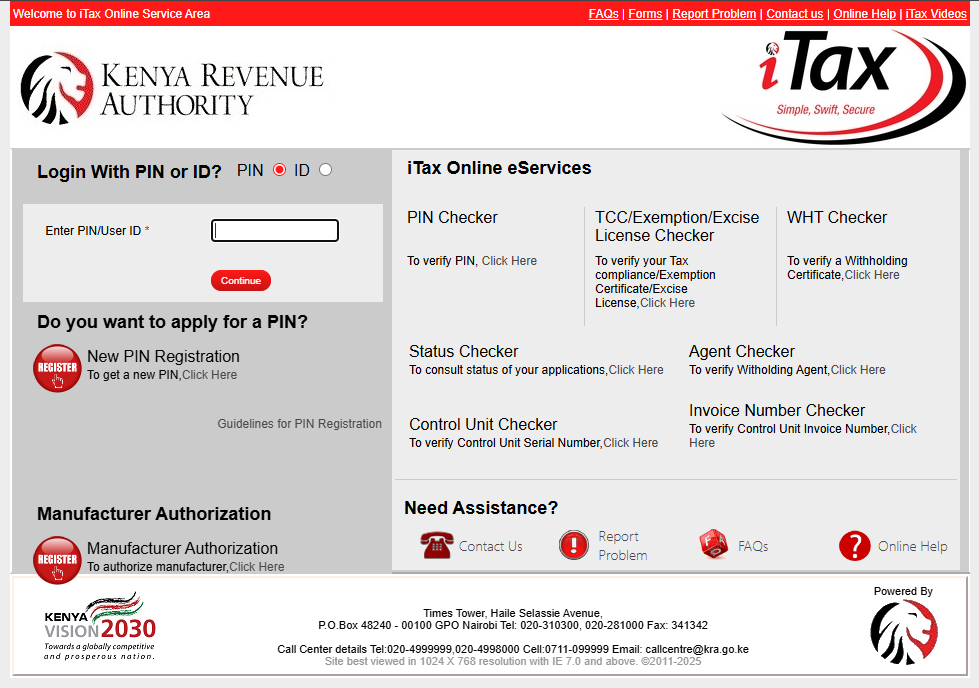 Welcome to iTax Online Service Area
FAQs | Forms | Report Problem | Contact us | Online Help | iTax Videos
KENYA REVENUE
AUTHORITY
iTax
Simple, Swift, Secure
Login With PIN or ID? PIN ID
Enter PIN/User ID *
Continue
Do you want to apply for a PIN?
REGISTER
New PIN Registration
To get a new PIN,Click Here
Guidelines for PIN Registration
Manufacturer Authorization
REGISTER
Manufacturer Authorization
To authorize manufacturer,Click Here
iTax Online eServices
PIN Checker
To verify PIN, Click Here
TCC/Exemption/Excise
License Checker
To verify your Tax
compliance/Exemption
Certificate/Excise
License,Click Here
WHT Checker
To verify a Withholding
Certificate,Click Here
Status Checker
To consult status of your applications,Click Here
Agent Checker
To verify Witholding Agent,Click Here
Control Unit Checker
To verify Control Unit Serial Number,Click Here
Invoice Number Checker
To verify Control Unit Invoice Number,Click
Here
Need Assistance?
Contact Us
Report
Problem
FAQs
Online Help
KENYA
VISION2030
Towards a globally competitive
and prosperous nation.
Times Tower, Haile Selassie Avenue,
P.O.Box 48240 - 00100 GPO Nairobi Tel: 020-310300, 020-281000 Fax: 341342
Call Center details Tel:020-4999999,020-4998000 Cell:0711-099999 Email: callcentre@kra.go.ke
Site best viewed in 1024 X 768 resolution with IE 7.0 and above. ©2011-2025
Powered By